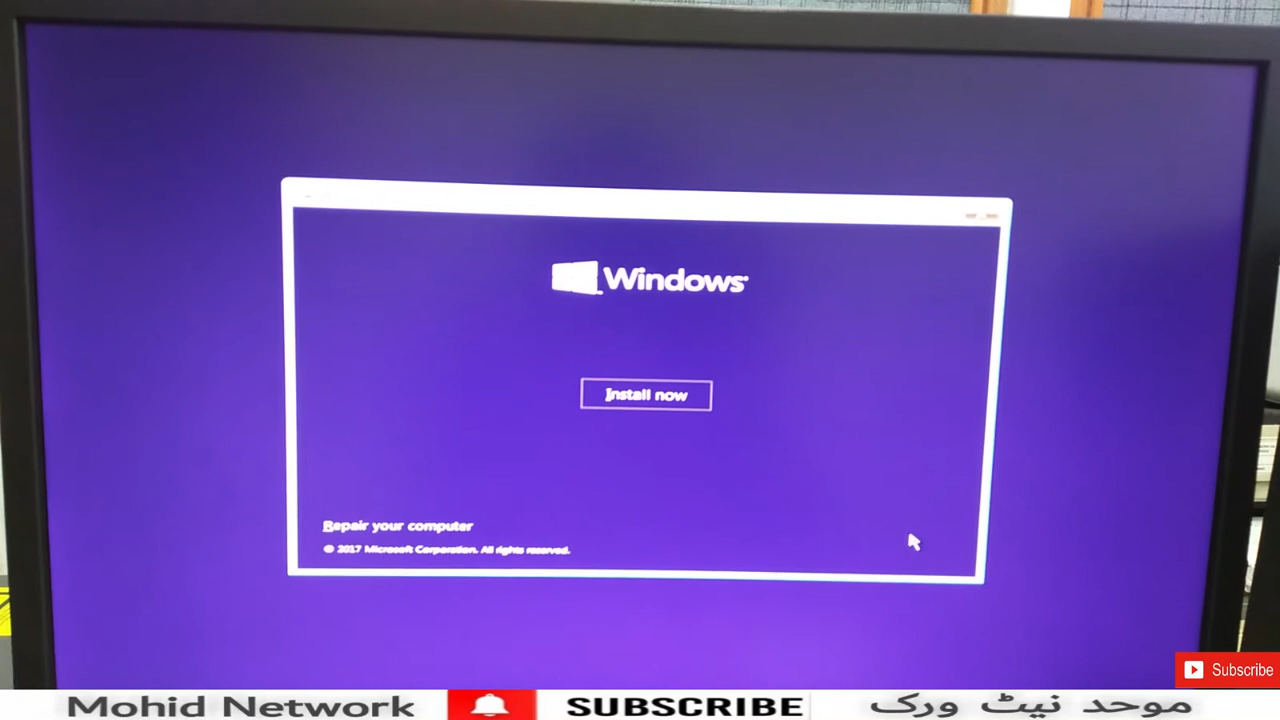 Windows
Install now
Repair your computer
© 2017 Microsoft Corporation. All rights reserved.
Subscribe
Mohid Network SUBSCRIBE موحد نیٹ ورک